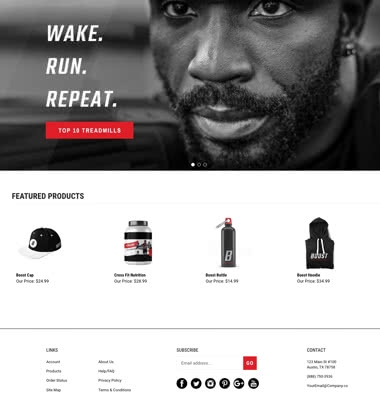 WAKE.
RUN.
REPEAT.
TOP 10 TREADMILLS
FEATURED PRODUCTS
B
BOOST
Boost Cap
Our Price: $24.99
Cross Fit Nutrition
Our Price: $28.99
Boost Bottle
Our Price: $14.99
Boost Hoodie
Our Price: $34.99
LINKS
Account
Products
Order Status
Site Map
About Us
Help/FAQ
Privacy Policy
Terms & Conditions
SUBSCRIBE
Email address...
GO
CONTACT
123 Main St #100
Austin, TX 78758
(888) 750-3936
YourEmail@Company.co